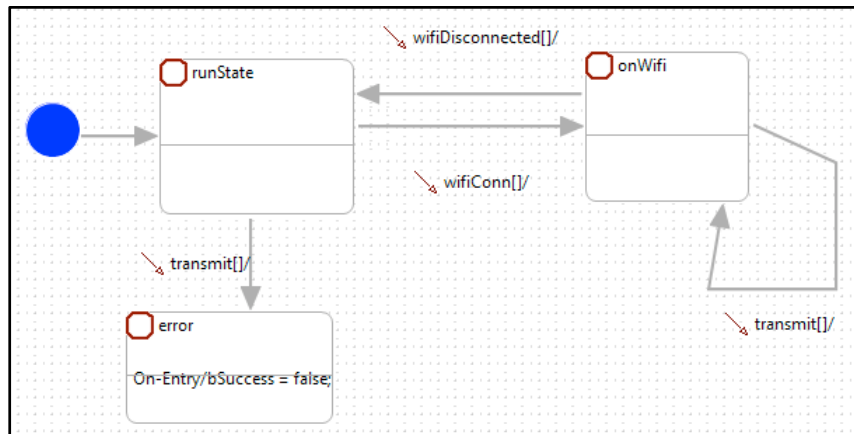 wifiDisconnected[]/
runState
onWifi
wifiConn[]/
transmit[]/
error
transmit[]/
On-Entry/bSuccess = false;